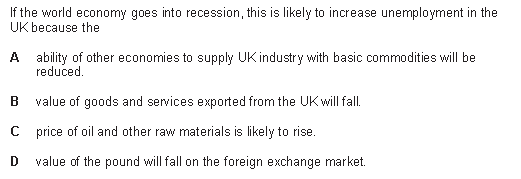 If the world economy goes into recession, this is likely to increase unemployment in the
UK because the
A ability of other economies to supply UK industry with basic commodities will be
reduced.
B value of goods and services exported from the UK will fall.
C price of oil and other raw materials is likely to rise.
D value of the pound will fall on the foreign exchange market.